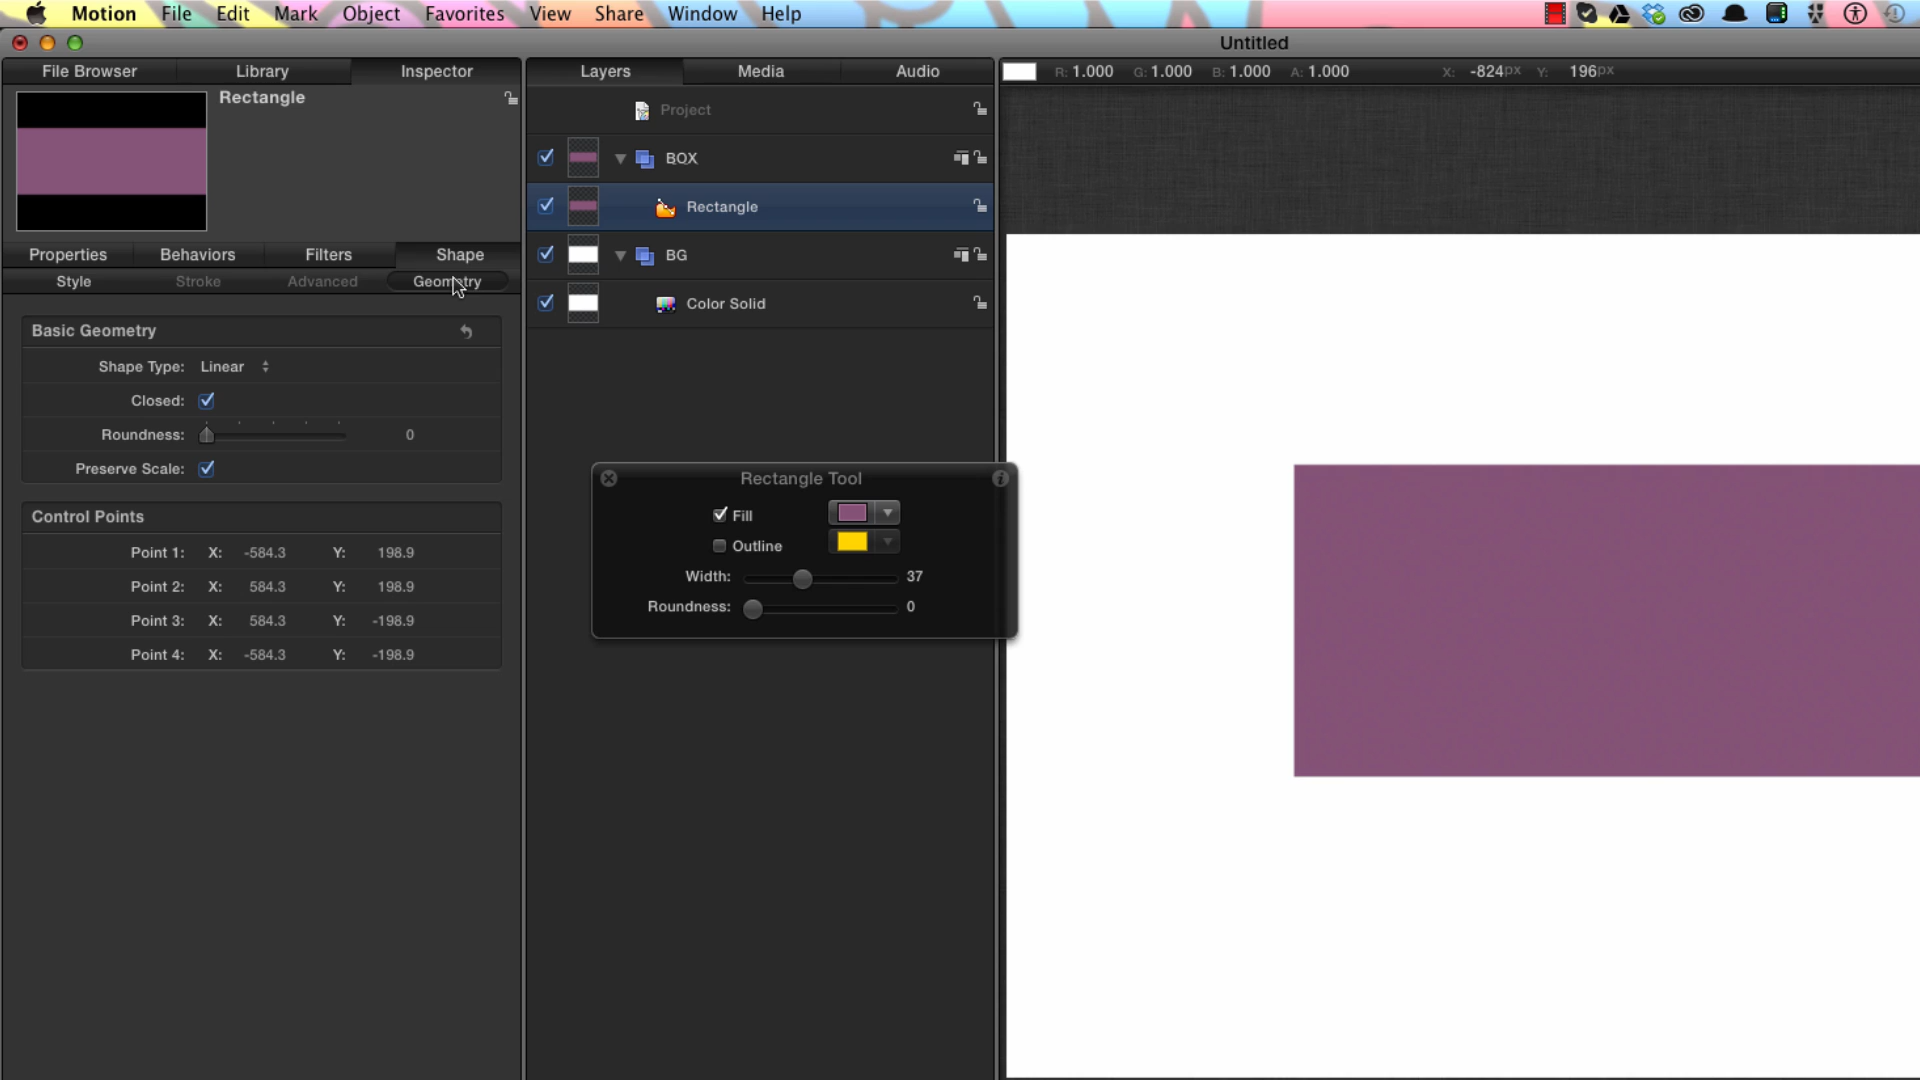 Motion File Edit Mark Object Favorites View Share Window Help
Untitled
File Browser Library Inspector
Rectangle
Properties Behaviors Filters Shape
Style Stroke Advanced Geometry
Basic Geometry
Shape Type: Linear
Closed:
Roundness: 0
Preserve Scale:
Control Points
Point 1: X: -584.3 Y: 198.9
Point 2: X: 584.3 Y: 198.9
Point 3: X: 584.3 Y: -198.9
Point 4: X: -584.3 Y: -198.9
Layers Media Audio
Project
BOX
Rectangle
BG
Color Solid
Rectangle Tool
Fill
Outline
Width: 37
Roundness: 0
R: 1.000 G: 1.000 B: 1.000 A: 1.000 X: -824px Y: 196px